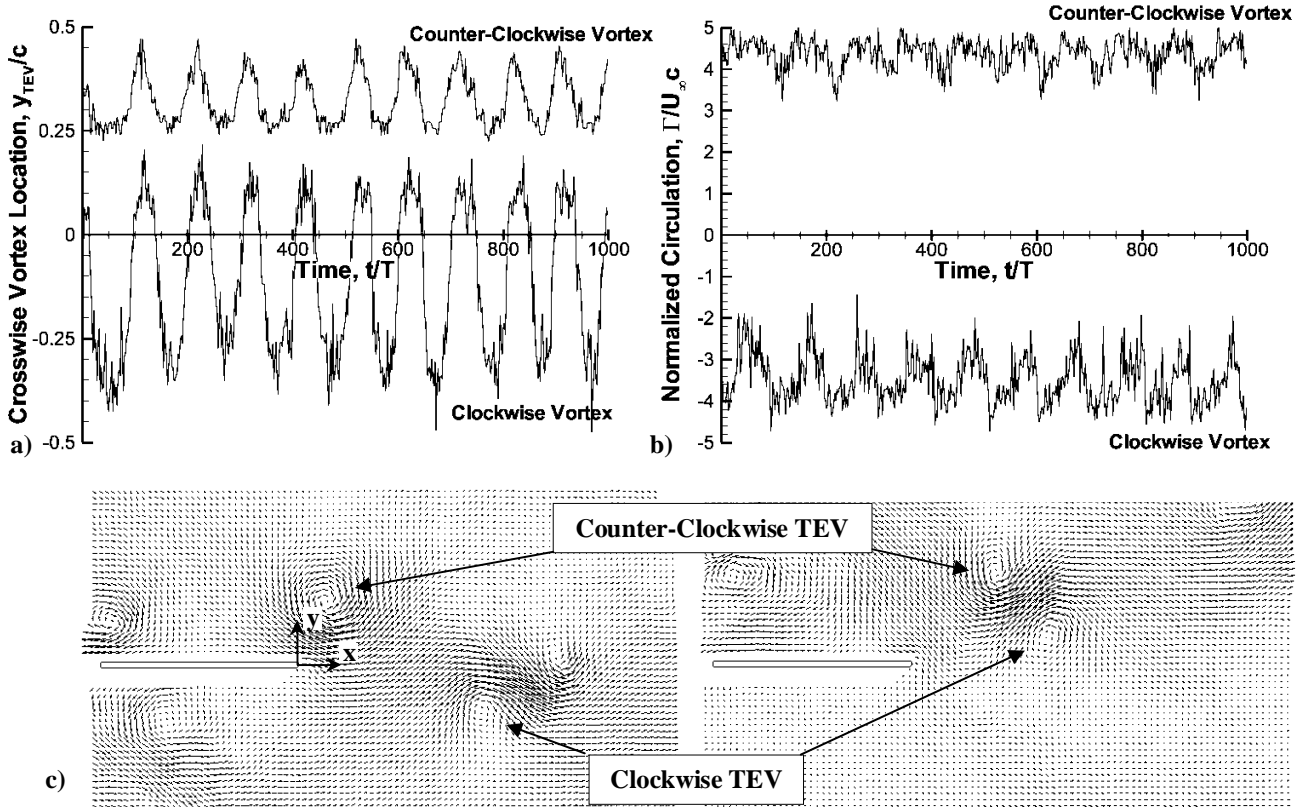 0.5
0.25
0
-0.25
-0.5
Crosswise Vortex Location, y_TEV/c
Counter-Clockwise Vortex
200 400 600 800 1000
Time, t/T
Clockwise Vortex
a)
5
4
3
2
1
0
-1
-2
-3
-4
-5
Normalized Circulation, Γ/U∞c
Counter-Clockwise Vortex
200 400 600 800 1000
Time, t/T
Clockwise Vortex
b)
Counter-Clockwise TEV
y
x
Clockwise TEV
c)